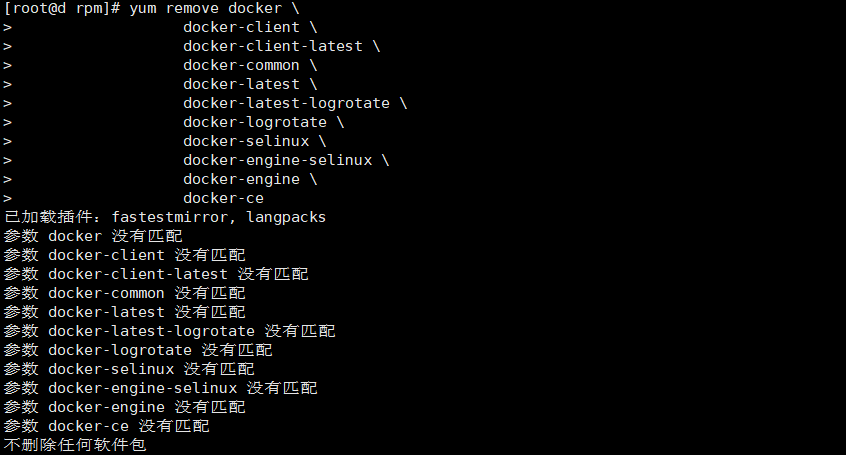 [root@d rpm]# yum remove docker \
>                   docker-client \
>                   docker-client-latest \
>                   docker-common \
>                   docker-latest \
>                   docker-latest-logrotate \
>                   docker-logrotate \
>                   docker-selinux \
>                   docker-engine-selinux \
>                   docker-engine \
>                   docker-ce
已加载插件：fastestmirror, langpacks
参数 docker 没有匹配
参数 docker-client 没有匹配
参数 docker-client-latest 没有匹配
参数 docker-common 没有匹配
参数 docker-latest 没有匹配
参数 docker-latest-logrotate 没有匹配
参数 docker-logrotate 没有匹配
参数 docker-selinux 没有匹配
参数 docker-engine-selinux 没有匹配
参数 docker-engine 没有匹配
参数 docker-ce 没有匹配
不删除任何软件包